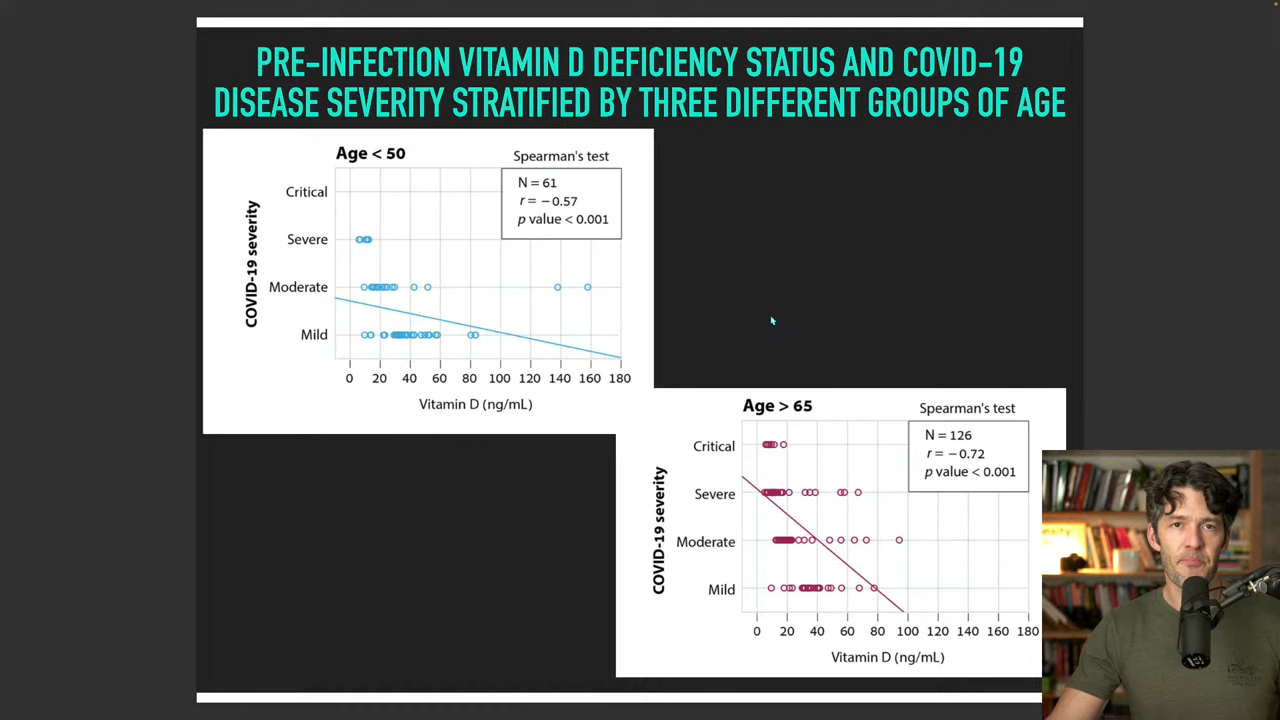 PRE-INFECTION VITAMIN D DEFICIENCY STATUS AND COVID-19
DISEASE SEVERITY STRATIFIED BY THREE DIFFERENT GROUPS OF AGE
Age < 50
Spearman's test
N = 61
r = −0.57
p value < 0.001
COVID-19 severity
Critical
Severe
Moderate
Mild
0 20 40 60 80 100 120 140 160 180
Vitamin D (ng/mL)
Age > 65
Spearman's test
N = 126
r = −0.72
p value < 0.001
COVID-19 severity
Critical
Severe
Moderate
Mild
0 20 40 60 80 100 120 140 160 180
Vitamin D (ng/mL)